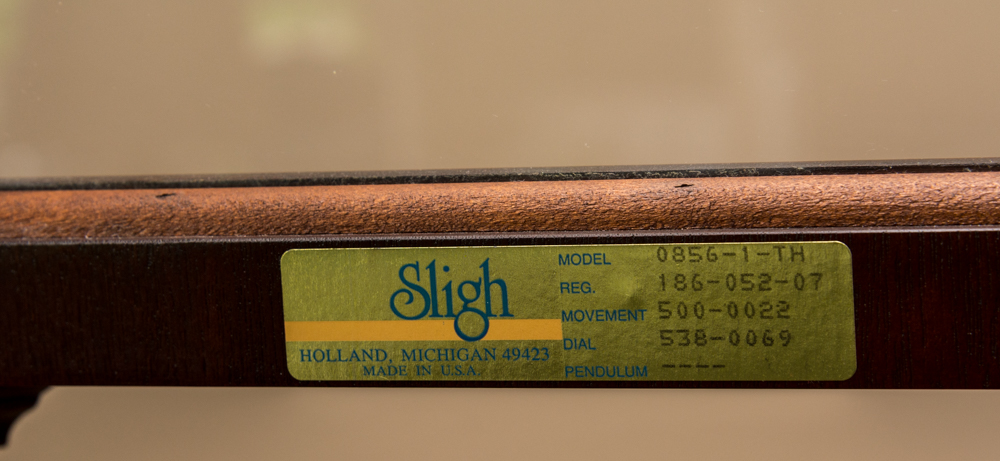 Sligh
HOLLAND, MICHIGAN 49423
MADE IN U.S.A.
MODEL 0856-1-TH
REG. 186-052-07
MOVEMENT 500-0022
DIAL 538-0069
PENDULUM